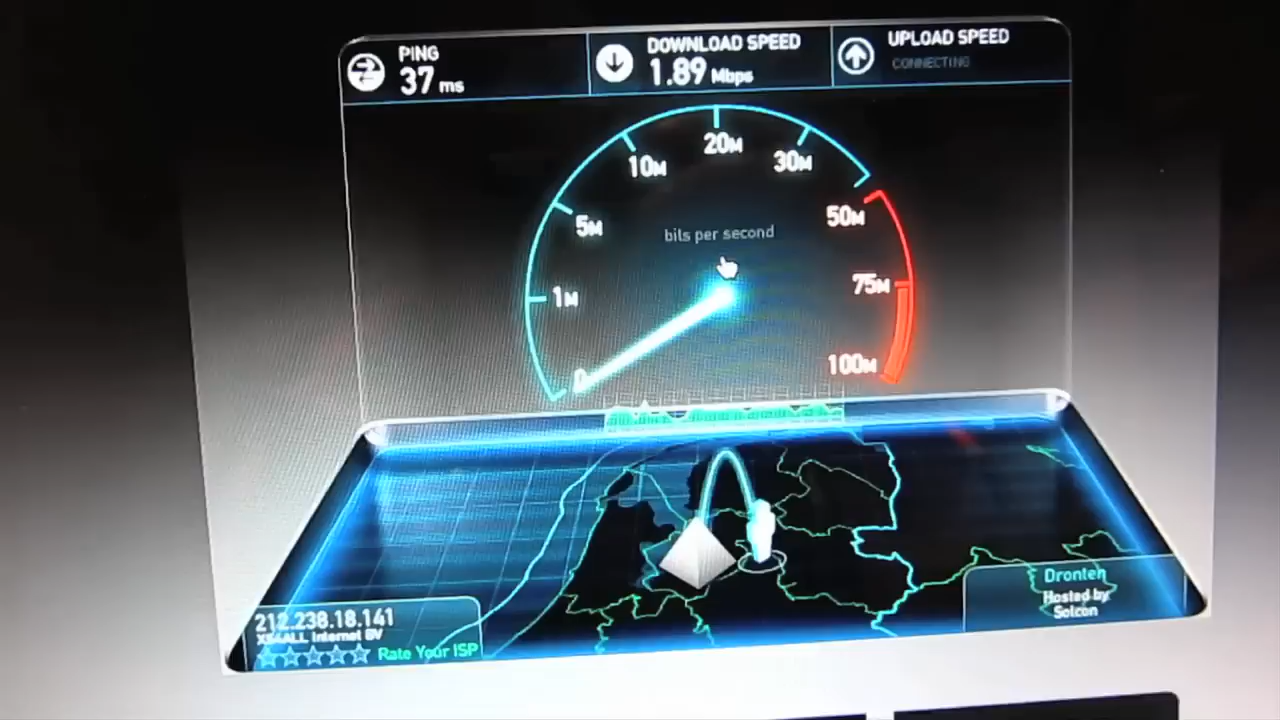 PING
37 ms
DOWNLOAD SPEED
1.89 Mbps
UPLOAD SPEED
CONNECTING
0
1M
5M
10M
20M
30M
50M
75M
100M
bits per second
212.238.18.141
XS4ALL Internet BV
Rate Your ISP
Dronten
Hosted by
Solcon